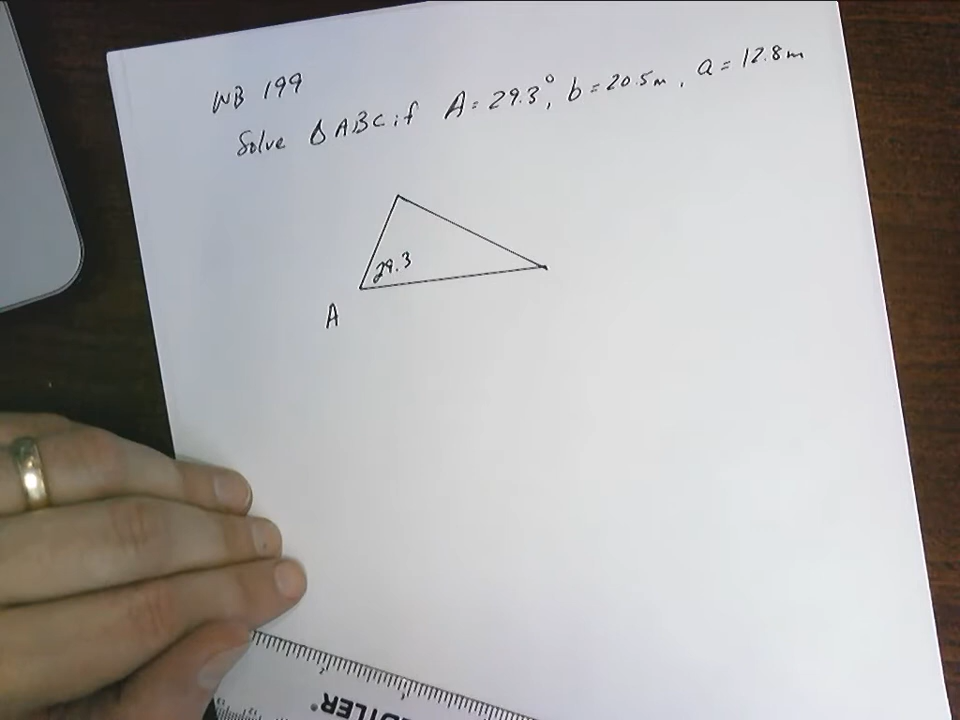 WB 199
Solve Δ ABC if A = 29.3°, b = 20.5m, a = 12.8m
29.3
A